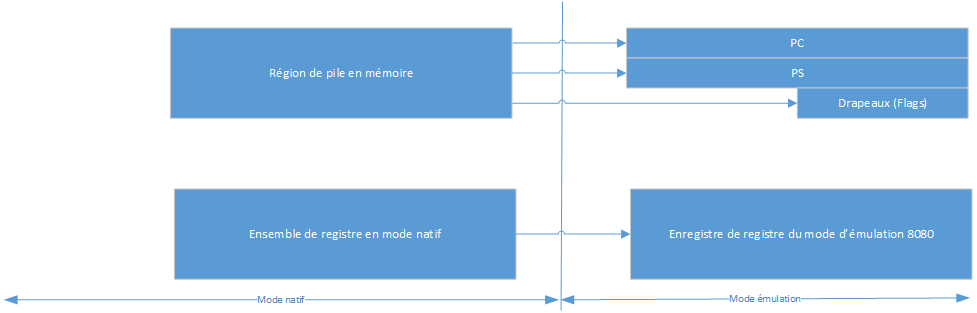 Région de pile en mémoire
PC
PS
Drapeaux (Flags)
Ensemble de registre en mode natif
Enregistre de registre du mode d’émulation 8080
Mode natif
Mode émulation